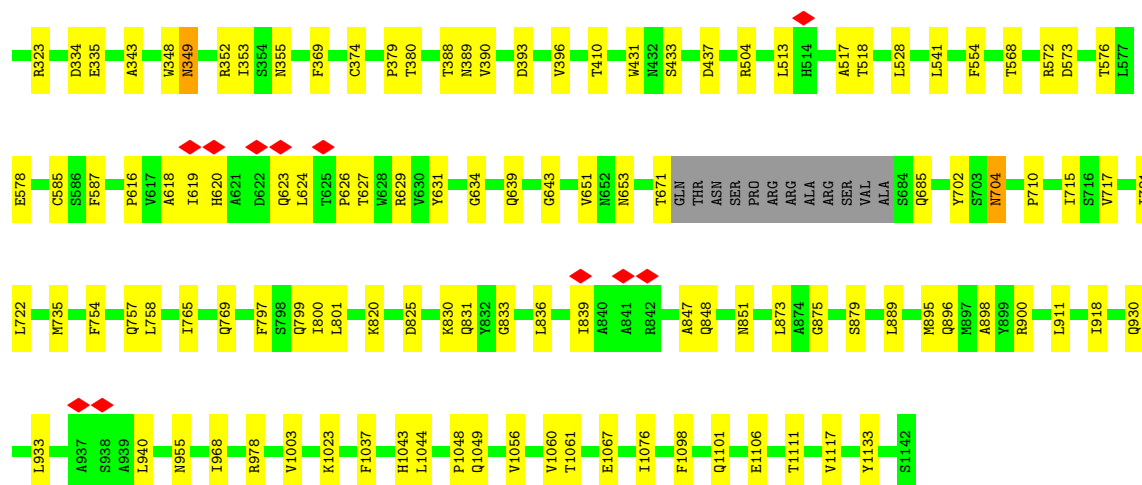 R323 D334 E335 A343 W348 N349 R352 I353 S354 N355 F369 C374 P379 T380 T388 N389 V390 D393 V396 T410 W431 N432 S433 D437 R504 L513 H514 A517 T518 L528 L541 F554 T568 R572 D573 T576 L577
E578 C585 S586 F587 P616 V617 A618 I619 H620 A621 D622 Q623 L624 T625 P626 T627 W628 R629 V630 Y631 G634 Q639 G643 V651 N652 N653 T671 GLN THR ASN SER PRO ARG ARG ALA ARG SER VAL ALA S684 Q685 Y702 S703 N704 P710 I715 S716 V717
L722 M735 F754 Q757 L758 I765 Q769 F797 S798 Q799 I800 L801 K820 D825 K830 Q831 Y832 G833 L836 I839 A840 A841 R842 A847 Q848 N851 L873 A874 G875 S879 L889 M895 Q896 M897 A898 Y899 R900 L911 I918 Q930
L933 A937 S938 A939 L940 N955 I968 R978 V1003 K1023 F1037 H1043 L1044 P1048 Q1049 V1056 V1060 T1061 E1067 I1076 F1098 Q1101 E1106 T1111 V1117 Y1133 S1142